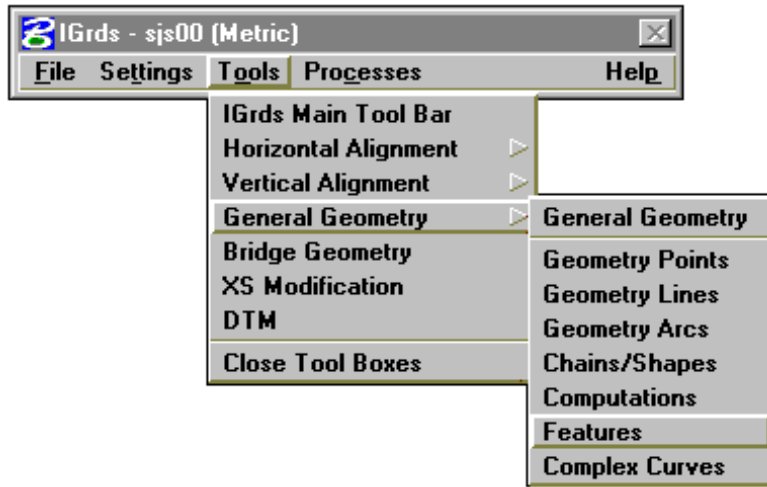 IGrds - sjs00 (Metric)
File Settings Tools Processes Help
IGrds Main Tool Bar
Horizontal Alignment
Vertical Alignment
General Geometry
Bridge Geometry
XS Modification
DTM
Close Tool Boxes
General Geometry
Geometry Points
Geometry Lines
Geometry Arcs
Chains/Shapes
Computations
Features
Complex Curves